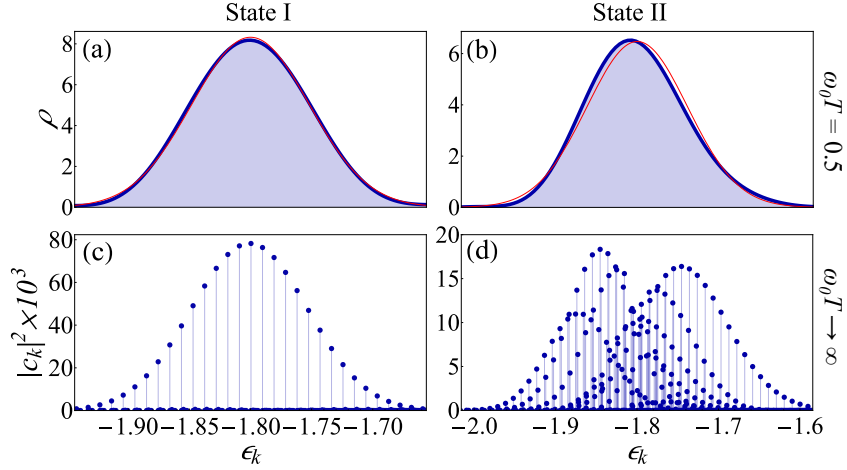 State I State II
(a) (b)
8
6
4
2
0
ρ
6
4
2
0
ω₀T = 0.5
(c) (d)
80
60
40
20
0
|cₖ|² ×10³
20
15
10
5
0
ω₀T → ∞
−1.90 −1.85 −1.80 −1.75 −1.70 −2.0 −1.9 −1.8 −1.7 −1.6
ϵₖ ϵₖ